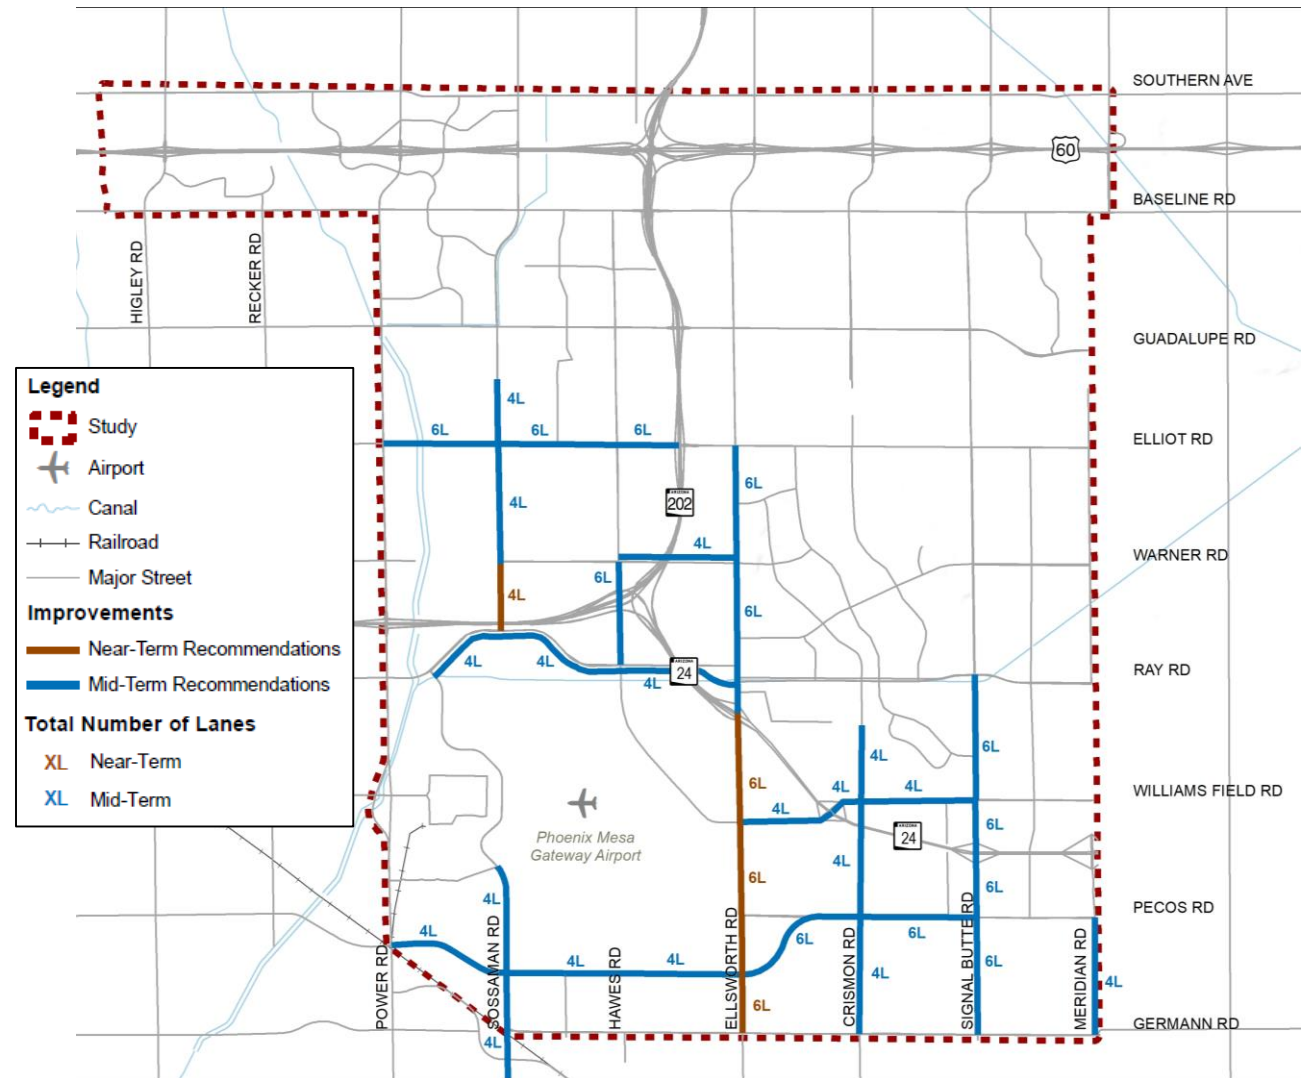 SOUTHERN AVE
60
BASELINE RD
HIGLEY RD
RECKER RD
GUADALUPE RD
Legend
Study
Airport
Canal
Railroad
Major Street
Improvements
Near-Term Recommendations
Mid-Term Recommendations
Total Number of Lanes
XL Near-Term
XL Mid-Term
4L
6L 6L 6L
ELLIOT RD
6L
ARIZONA
202
4L
4L
WARNER RD
6L
4L
6L
4L 4L
4L
ARIZONA
24
RAY RD
6L
4L
6L
4L 4L
4L
WILLIAMS FIELD RD
Phoenix Mesa
Gateway Airport
6L
ARIZONA
24
4L
6L
6L
4L
PECOS RD
4L
4L 4L
6L
6L
6L
4L
4L
6L
POWER RD
SOSSAMAN RD
HAWES RD
ELLSWORTH RD
CRISMON RD
SIGNAL BUTTE RD
MERIDIAN RD
GERMANN RD
4L